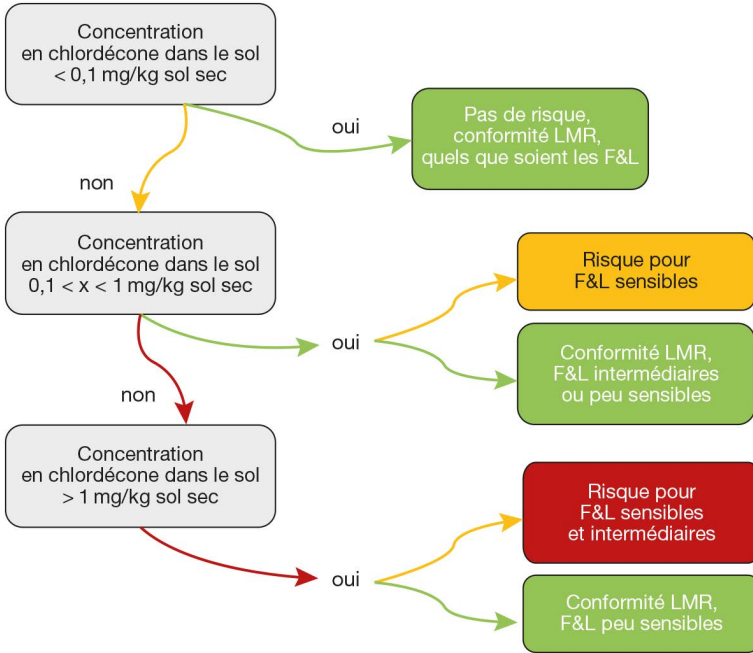 Concentration
en chlordécone dans le sol
< 0,1 mg/kg sol sec
oui
Pas de risque,
conformité LMR,
quels que soient les F&L
non
Concentration
en chlordécone dans le sol
0,1 < x < 1 mg/kg sol sec
oui
Risque pour
F&L sensibles
Conformité LMR,
F&L intermédiaires
ou peu sensibles
non
Concentration
en chlordécone dans le sol
> 1 mg/kg sol sec
oui
Risque pour
F&L sensibles
et intermédiaires
Conformité LMR,
F&L peu sensibles